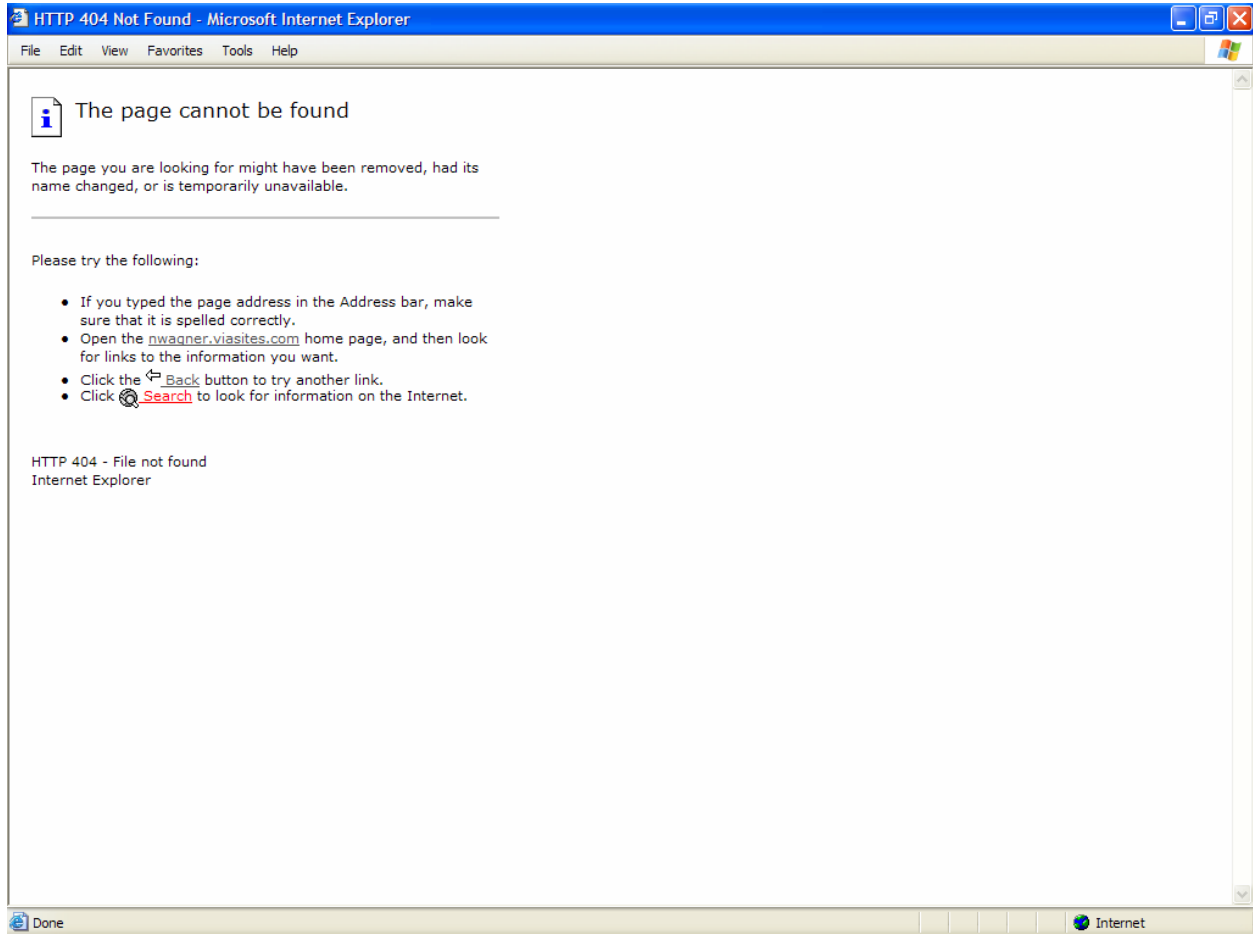 HTTP 404 Not Found - Microsoft Internet Explorer
File Edit View Favorites Tools Help
The page cannot be found
The page you are looking for might have been removed, had its
name changed, or is temporarily unavailable.
Please try the following:
• If you typed the page address in the Address bar, make
sure that it is spelled correctly.
• Open the nwagner.viasites.com home page, and then look
for links to the information you want.
• Click the Back button to try another link.
• Click Search to look for information on the Internet.
HTTP 404 - File not found
Internet Explorer
Done Internet